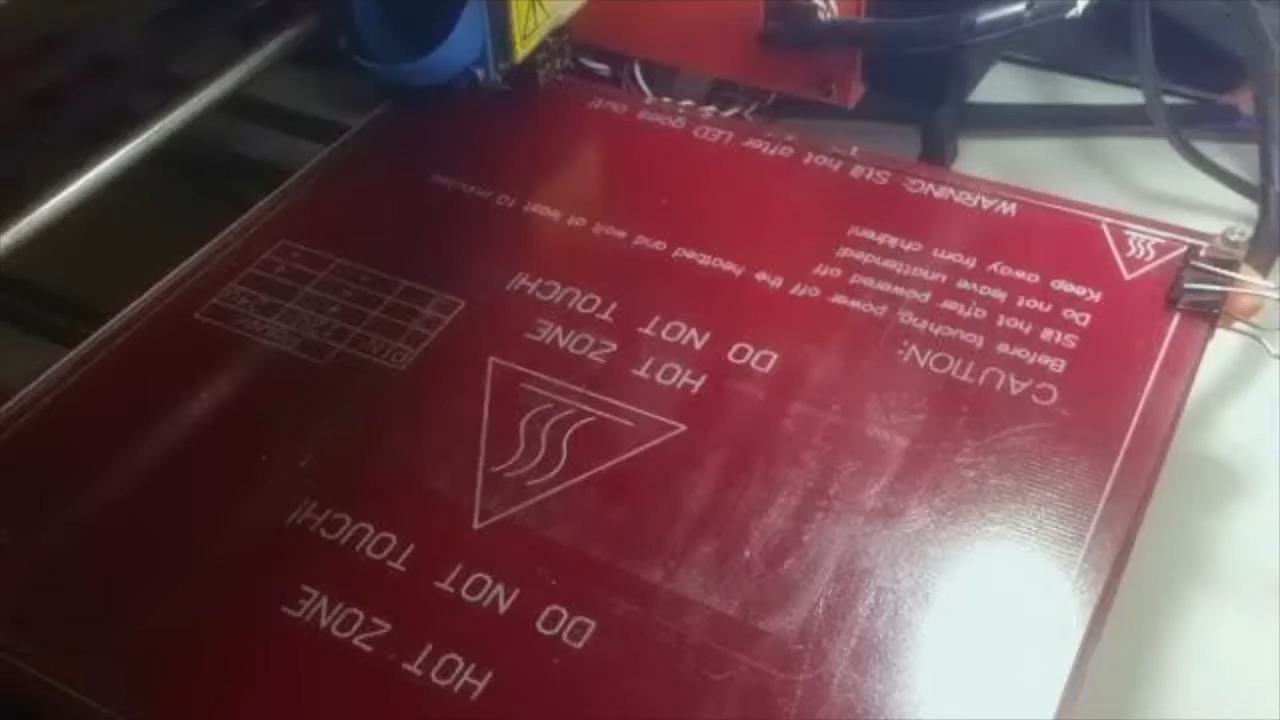 WARNING: Still hot after LED goes out!
CAUTION:
Before touching, power off the heatbed and wait at least 10 minutes
Still hot after powered off
Do not leave unattended!
Keep away from children!
HOT ZONE
DO NOT TOUCH!
HOT ZONE
DO NOT TOUCH!